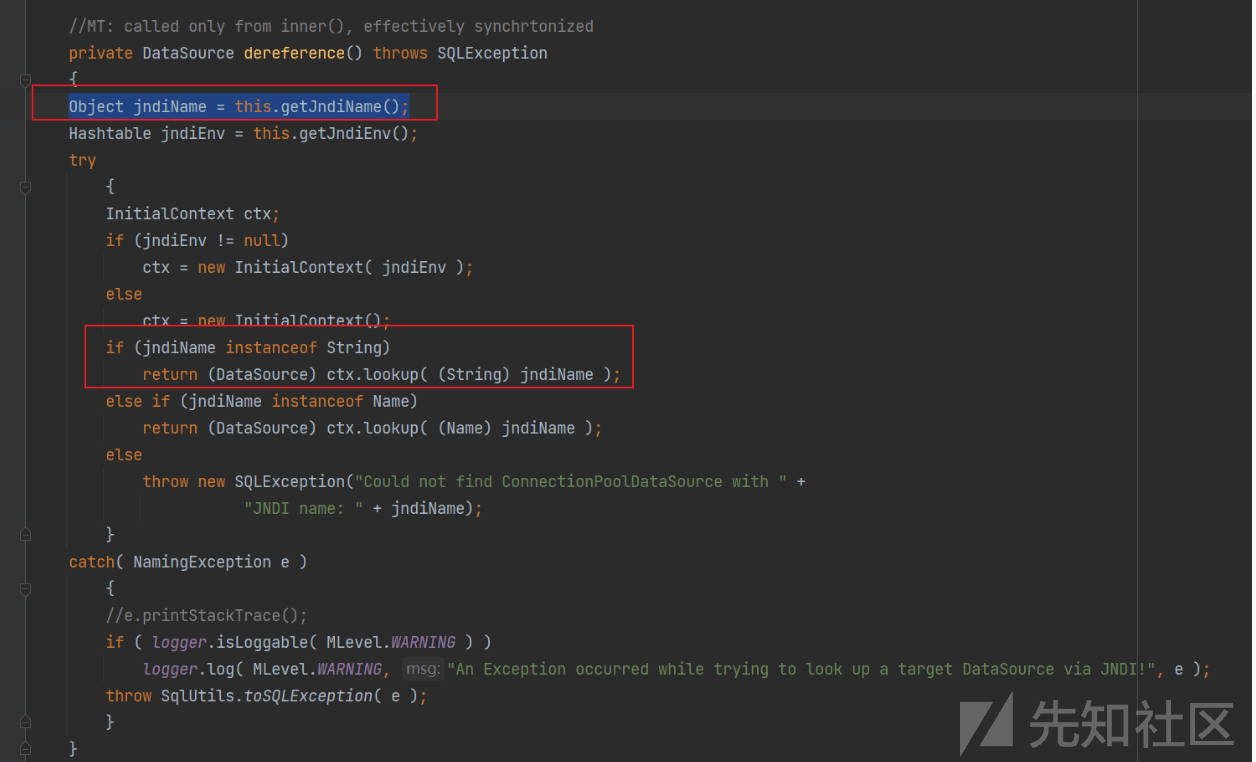 //MT: called only from inner(), effectively synchrtonized
private DataSource dereference() throws SQLException
{
Object jndiName = this.getJndiName();
Hashtable jndiEnv = this.getJndiEnv();
try
{
InitialContext ctx;
if (jndiEnv != null)
ctx = new InitialContext( jndiEnv );
else
ctx = new InitialContext();
if (jndiName instanceof String)
return (DataSource) ctx.lookup( (String) jndiName );
else if (jndiName instanceof Name)
return (DataSource) ctx.lookup( (Name) jndiName );
else
throw new SQLException("Could not find ConnectionPoolDataSource with " +
"JNDI name: " + jndiName);
}
catch( NamingException e )
{
//e.printStackTrace();
if ( logger.isLoggable( MLevel.WARNING ) )
logger.log( MLevel.WARNING, msg: "An Exception occurred while trying to look up a target DataSource via JNDI!", e );
throw SqlUtils.toSQLException( e );
}
}
先知社区